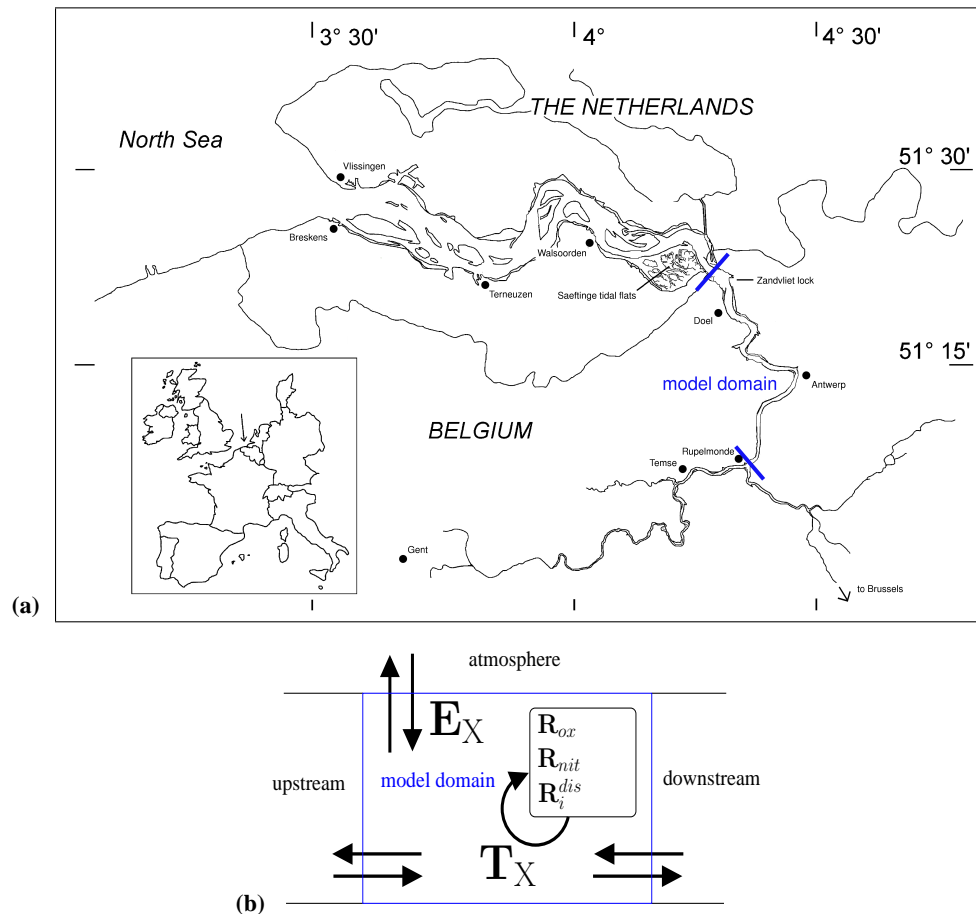 3° 30'
4°
4° 30'
THE NETHERLANDS
North Sea
51° 30'
Vlissingen
Breskens
Walsoorden
Zandvliet lock
Terneuzen
Saeftinge tidal flats
Doel
51° 15'
model domain
Antwerp
BELGIUM
Rupelmonde
Temse
Gent
to Brussels
(a)
atmosphere
E_X
R_ox
R_nit
R_i^dis
upstream
model domain
downstream
T_X
(b)